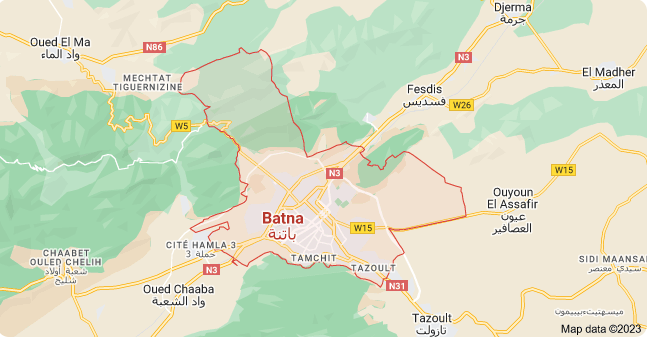 Djerma
جرمة
Oued El Ma
واد الماء
N86
N3
MECHTAT
TIGUERNIZINE
Fesdis
فسديس
El Madher
المعذر
W26
W5
N3
W15
Ouyoun
El Assafir
عيون
العصافير
Batna
باتنة
W15
CITÉ HAMLA 3
حملة 3
CHAABET
OULED CHELIH
شعبة أولاد
شليح
TAMCHIT
TAZOULT
SIDI MAANSAR
سيدي معنصر
N3
N31
Oued Chaaba
واد الشعبة
Tazoult
تازولت
Map data ©2023